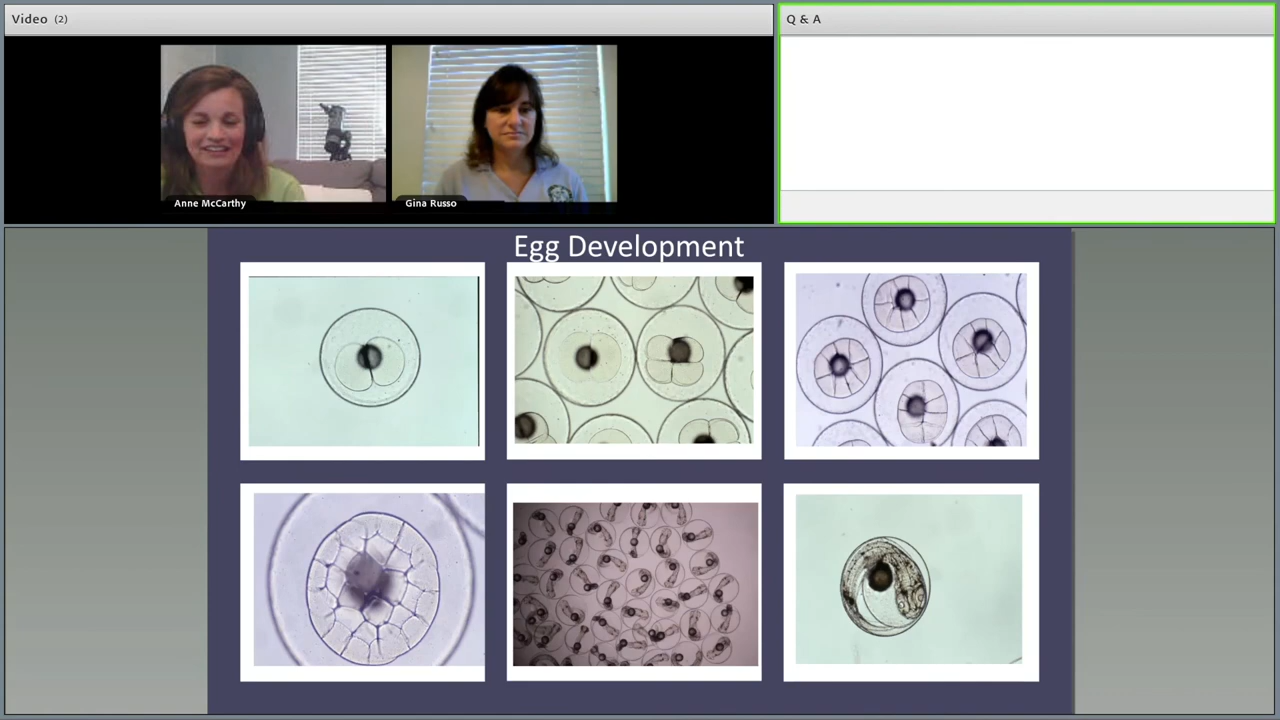 Video (2)
Q & A
Anne McCarthy
Gina Russo
Egg Development